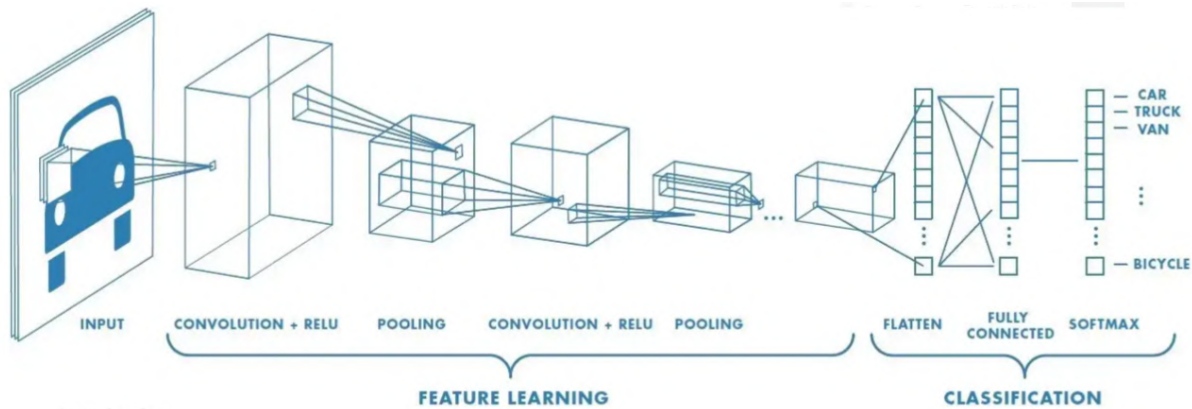 CAR
TRUCK
VAN
BICYCLE
INPUT
CONVOLUTION + RELU
POOLING
CONVOLUTION + RELU
POOLING
FLATTEN
FULLY
CONNECTED
SOFTMAX
FEATURE LEARNING
CLASSIFICATION